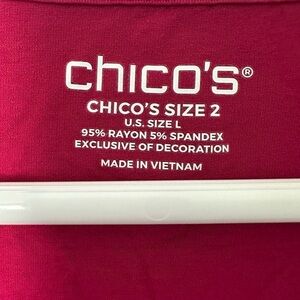 chico's®
CHICO'S SIZE 2
U.S. SIZE L
95% RAYON 5% SPANDEX
EXCLUSIVE OF DECORATION
MADE IN VIETNAM